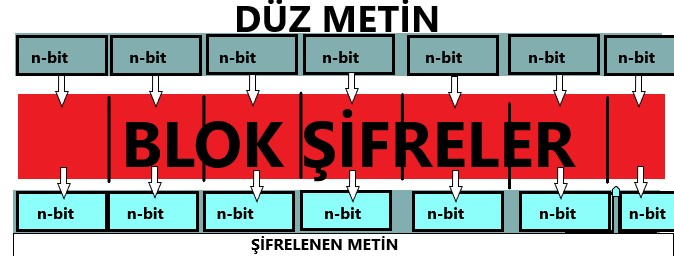 DÜZ METİN
n-bit n-bit n-bit n-bit n-bit n-bit n-bit
BLOK ŞİFRELER
n-bit n-bit n-bit n-bit n-bit n-bit n-bit
ŞİFRELENEN METİN